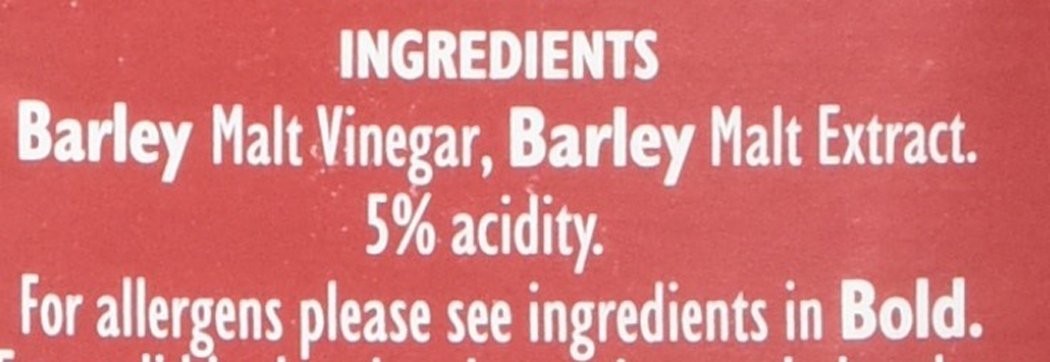 INGREDIENTS
Barley Malt Vinegar, Barley Malt Extract.
5% acidity.
For allergens please see ingredients in Bold.